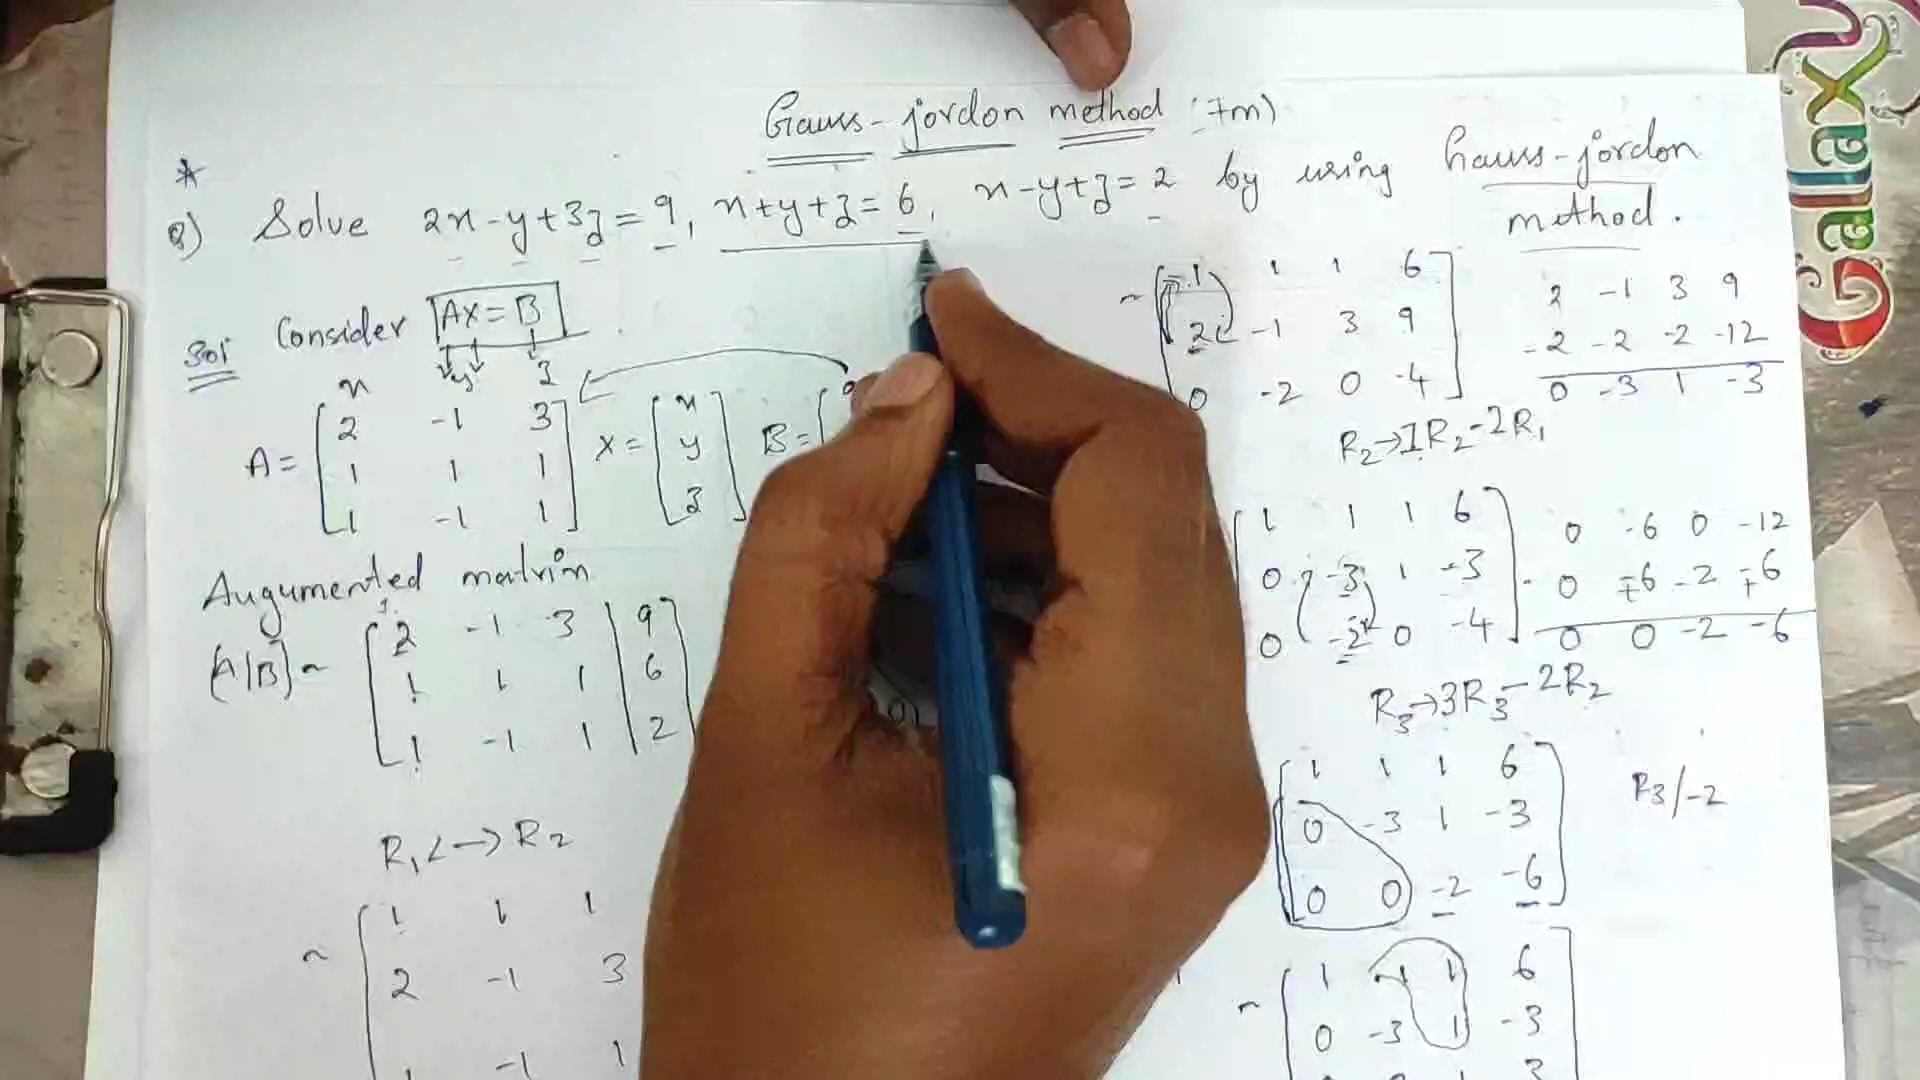 Gauss-jordon method (7m)
*
Q) Solve 2x-y+3z=9, x+y+z=6, x-y+z=2 by using Gauss-jordon
method.
Sol Consider AX=B
x y z
A = [2 -1 3
1 1 1
1 -1 1]
X = [x
y
z]
B =
Augumented matrix
[A|B] ~ [2 -1 3 | 9
1 1 1 | 6
1 -1 1 | 2
R1 <-> R2
~ [1 1 1
2 -1 3
1 -1 1
~ [1 1 1 6
2 -1 3 9
0 -2 0 -4]
2 -1 3 9
-2 -2 -2 -12
0 -3 1 -3
R2→1R2-2R1
[1 1 1 6
0 -3 1 -3
0 -2 0 -4]
0 -6 0 -12
0 -6 -2 -6
0 0 -2 -6
R3→3R3-2R2
[1 1 1 6
0 -3 1 -3
0 0 -2 -6]
R3/-2
~ [1 1 1 6
0 -3 1 -3
3
GallaxY